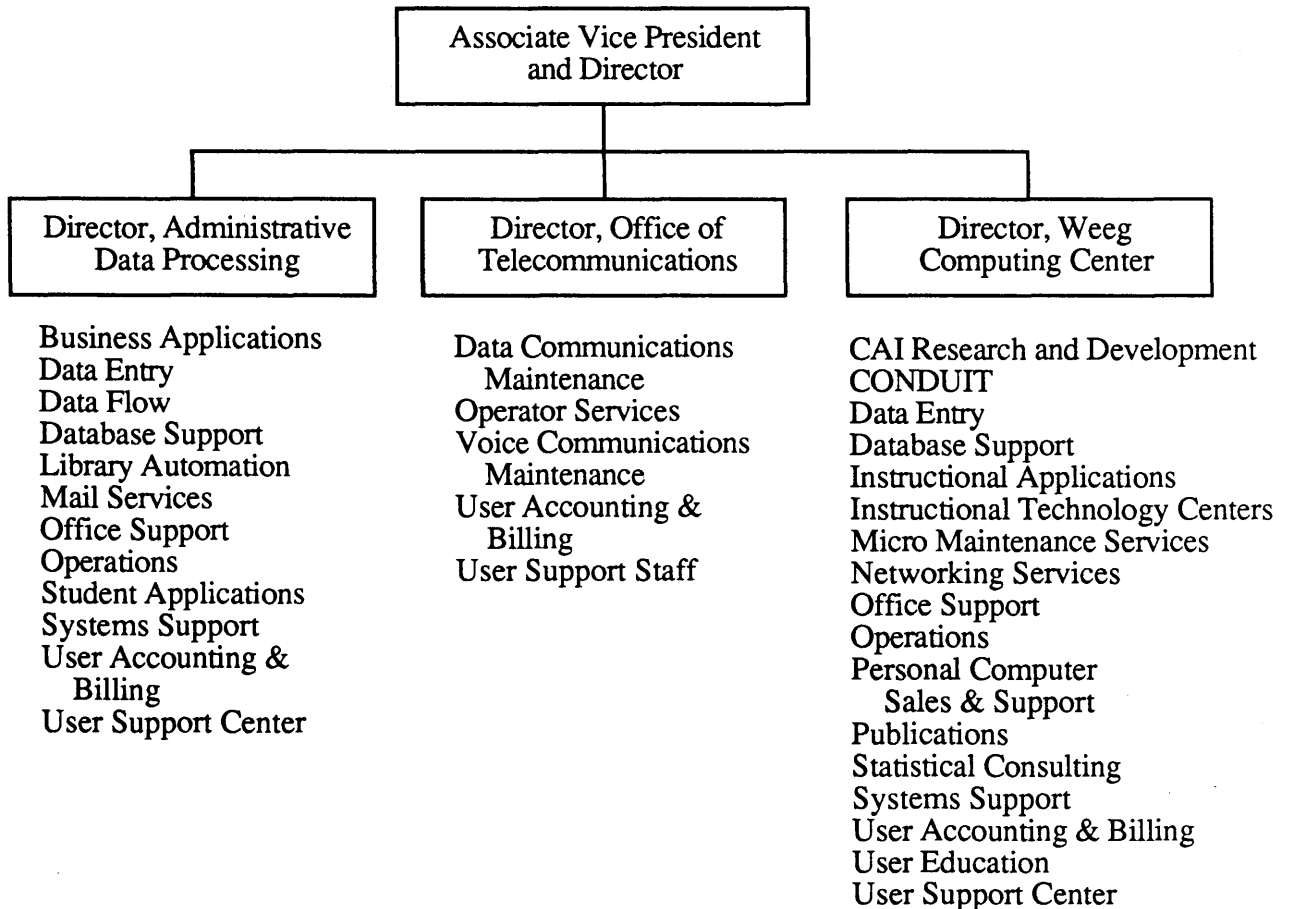 Associate Vice President
and Director
Director, Administrative
Data Processing
Director, Office of
Telecommunications
Director, Weeg
Computing Center
Business Applications
Data Entry
Data Flow
Database Support
Library Automation
Mail Services
Office Support
Operations
Student Applications
Systems Support
User Accounting &
Billing
User Support Center
Data Communications
Maintenance
Operator Services
Voice Communications
Maintenance
User Accounting &
Billing
User Support Staff
CAI Research and Development
CONDUIT
Data Entry
Database Support
Instructional Applications
Instructional Technology Centers
Micro Maintenance Services
Networking Services
Office Support
Operations
Personal Computer
Sales & Support
Publications
Statistical Consulting
Systems Support
User Accounting & Billing
User Education
User Support Center